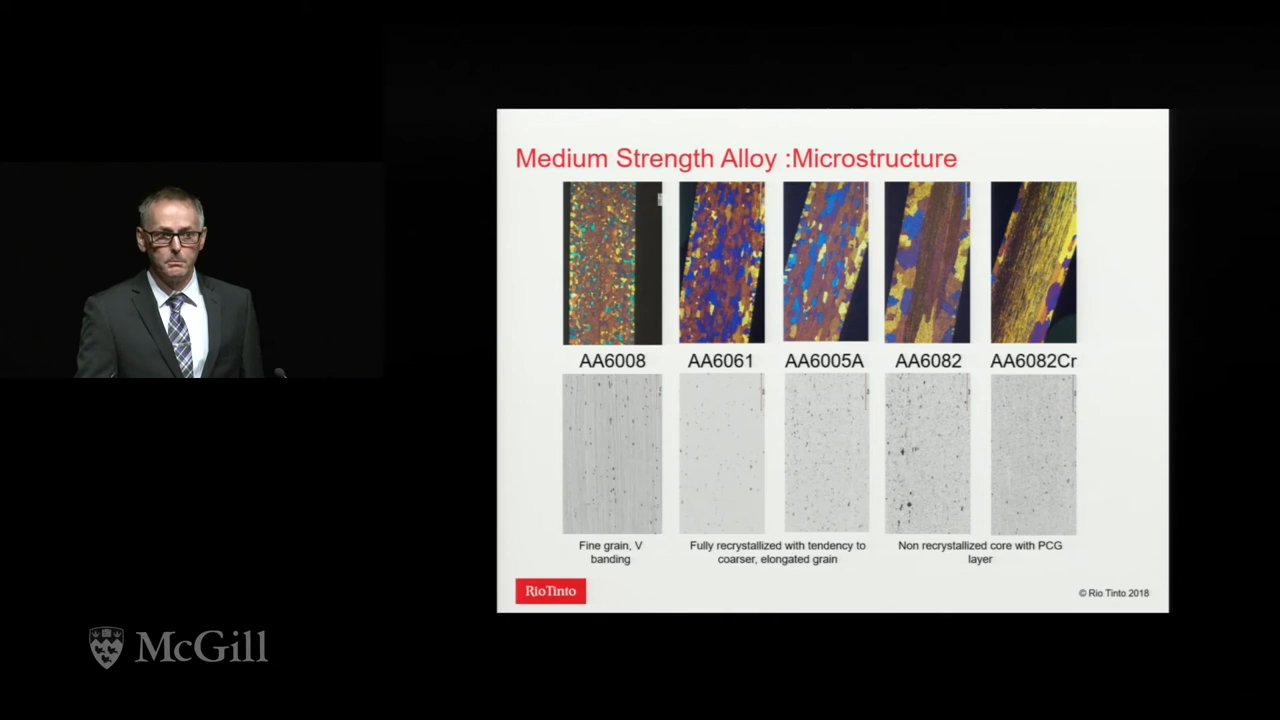 Medium Strength Alloy :Microstructure
AA6008
AA6061
AA6005A
AA6082
AA6082Cr
Fine grain, V
banding
Fully recrystallized with tendency to
coarser, elongated grain
Non recrystallized core with PCG
layer
RioTinto
© Rio Tinto 2018
McGill